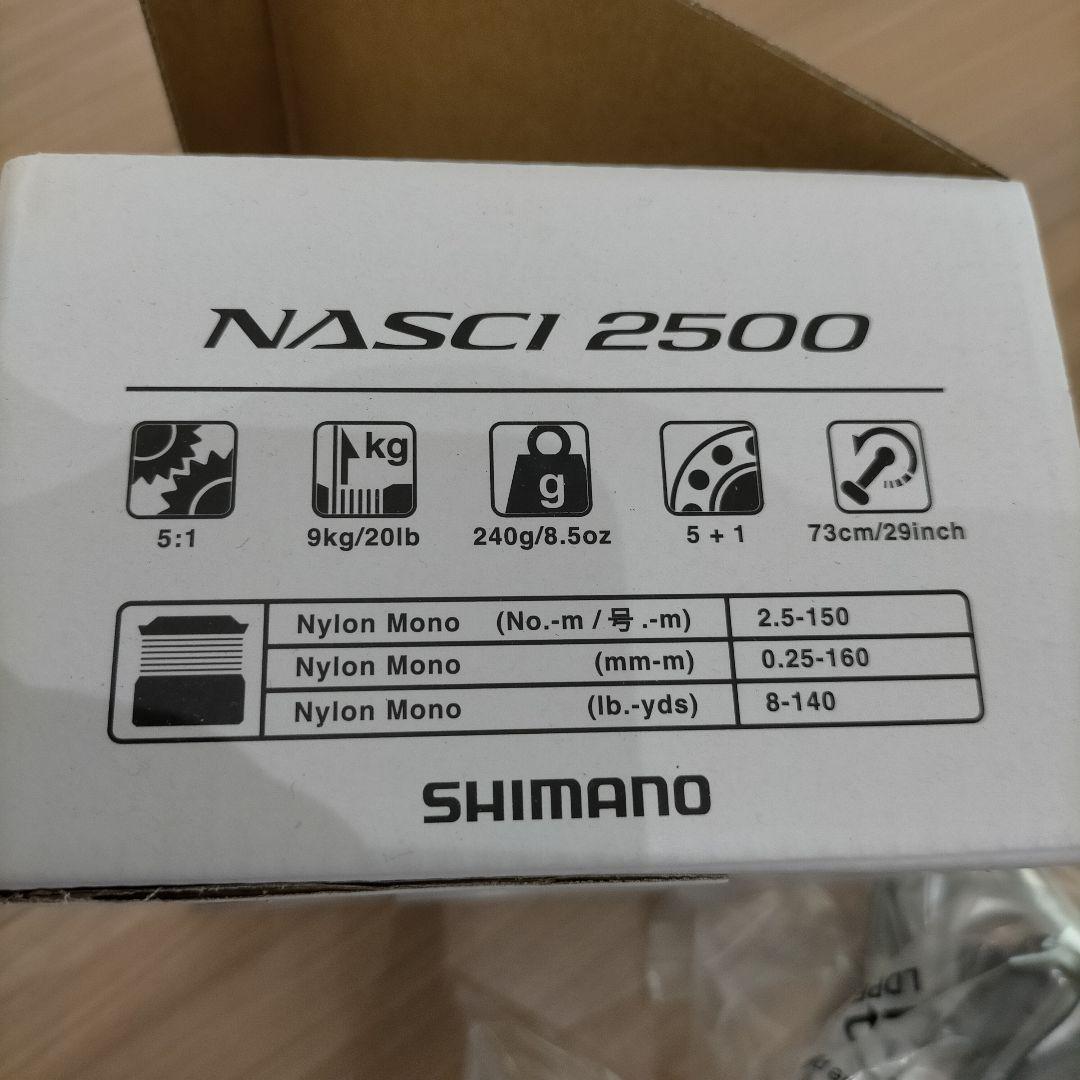 NASCI 2500
kg
g
5:1
9kg/20lb
240g/8.5oz
5 + 1
73cm/29inch
Nylon Mono (No.-m / 号.-m) 2.5-150
Nylon Mono (mm-m) 0.25-160
Nylon Mono (lb.-yds) 8-140
SHIMANO